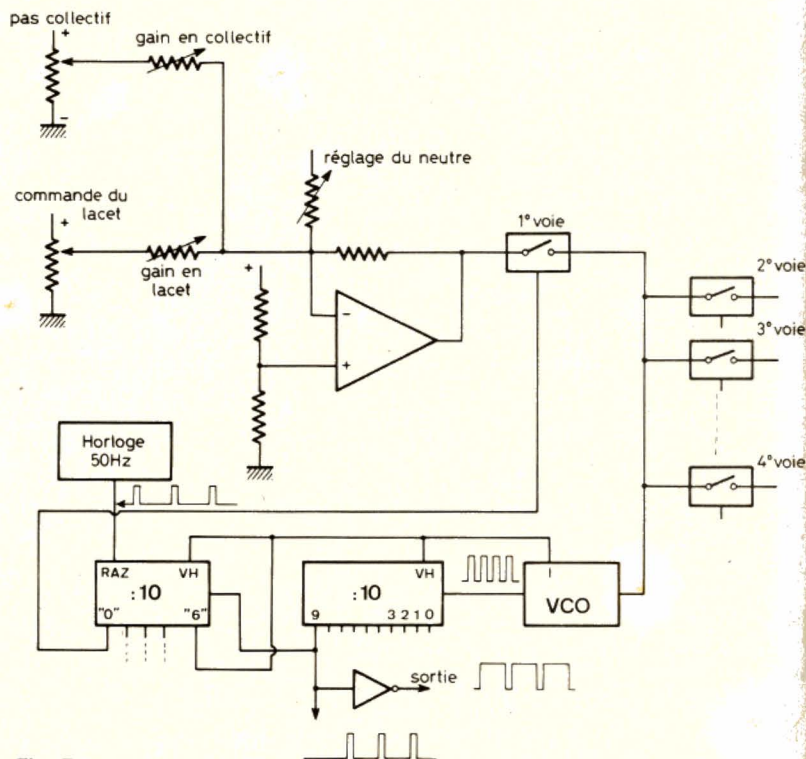 pas collectif
+
gain en collectif
-
réglage du neutre
commande du
lacet
+
gain en
lacet
1° voie
2° voie
3° voie
4° voie
+
-
+
Horloge
50Hz
RAZ VH
:10
"0" "6"
VH
:10
9 3 2 1 0
I
VCO
sortie